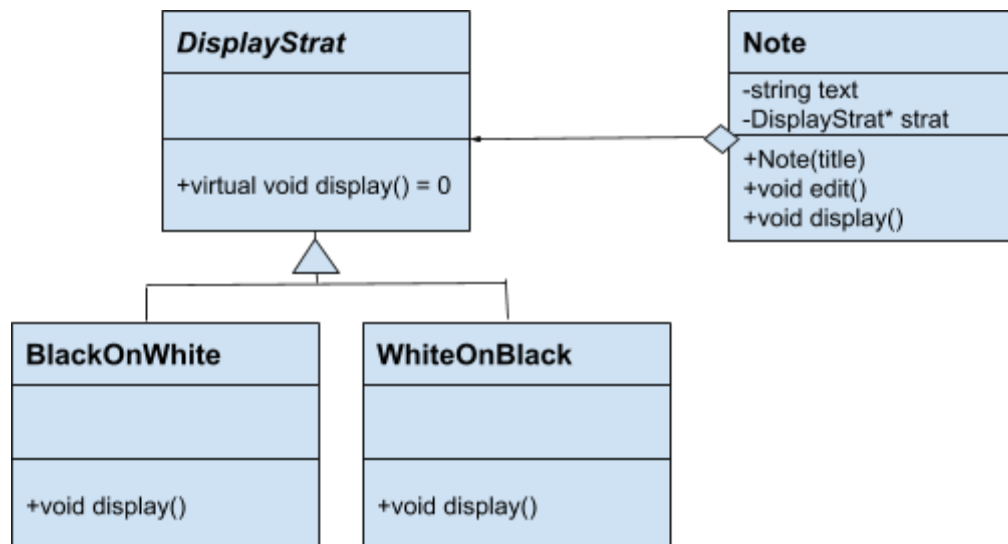 DisplayStrat
+virtual void display() = 0
Note
-string text
-DisplayStrat* strat
+Note(title)
+void edit()
+void display()
BlackOnWhite
+void display()
WhiteOnBlack
+void display()